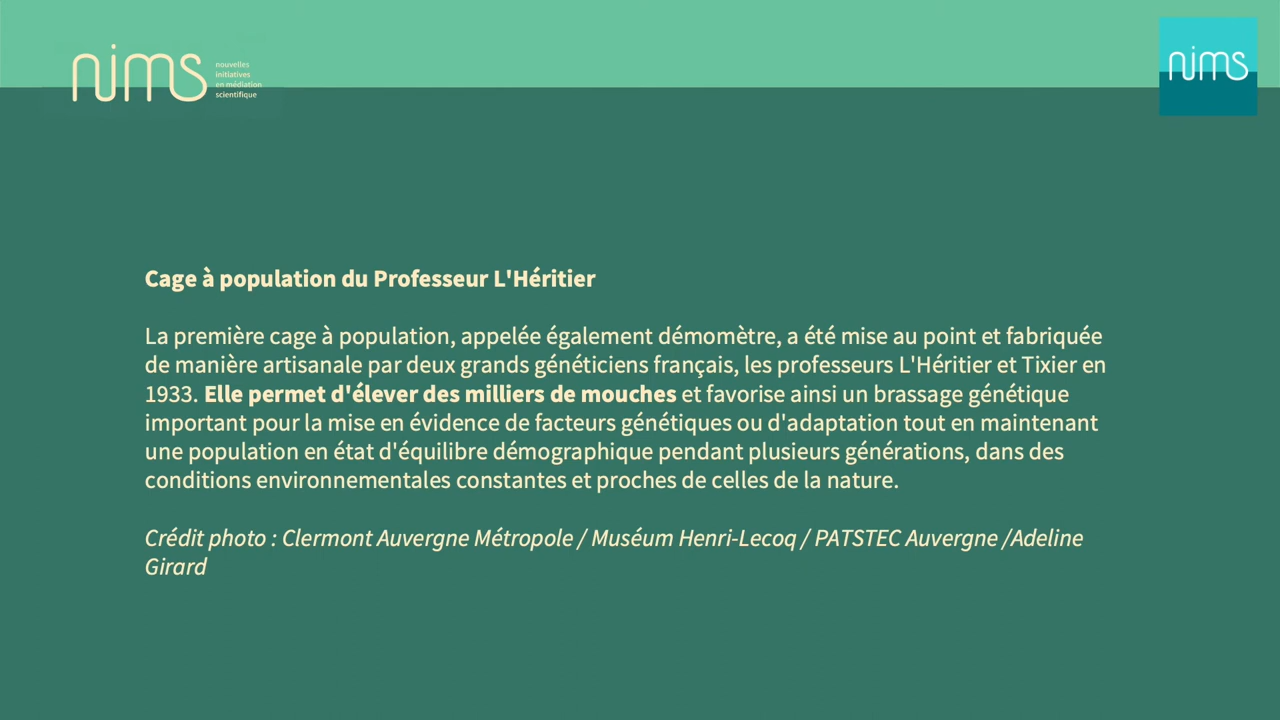 nims
nouvelles
initiatives
en médiation
scientifique
nims
Cage à population du Professeur L'Héritier
La première cage à population, appelée également démomètre, a été mise au point et fabriquée
de manière artisanale par deux grands généticiens français, les professeurs L'Héritier et Tixier en
1933. Elle permet d'élever des milliers de mouches et favorise ainsi un brassage génétique
important pour la mise en évidence de facteurs génétiques ou d'adaptation tout en maintenant
une population en état d'équilibre démographique pendant plusieurs générations, dans des
conditions environnementales constantes et proches de celles de la nature.
Crédit photo : Clermont Auvergne Métropole / Muséum Henri-Lecoq / PATSTEC Auvergne /Adeline
Girard